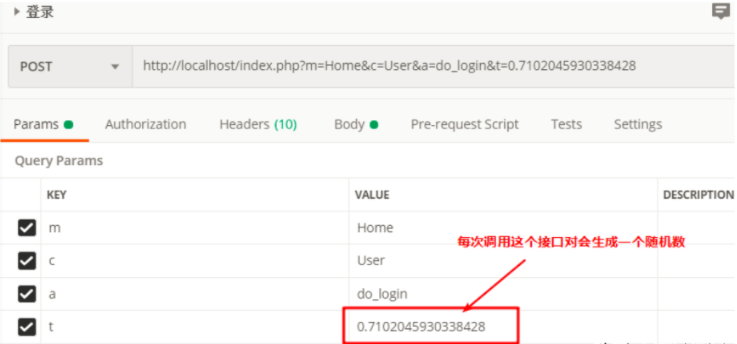 登录
POST http://localhost/index.php?m=Home&c=User&a=do_login&t=0.7102045930338428
Params Authorization Headers (10) Body Pre-request Script Tests Settings
Query Params
KEY VALUE DESCRIPTION
m Home
每次调用这个接口对会生成一个随机数
c User
a do_login
t 0.7102045930338428